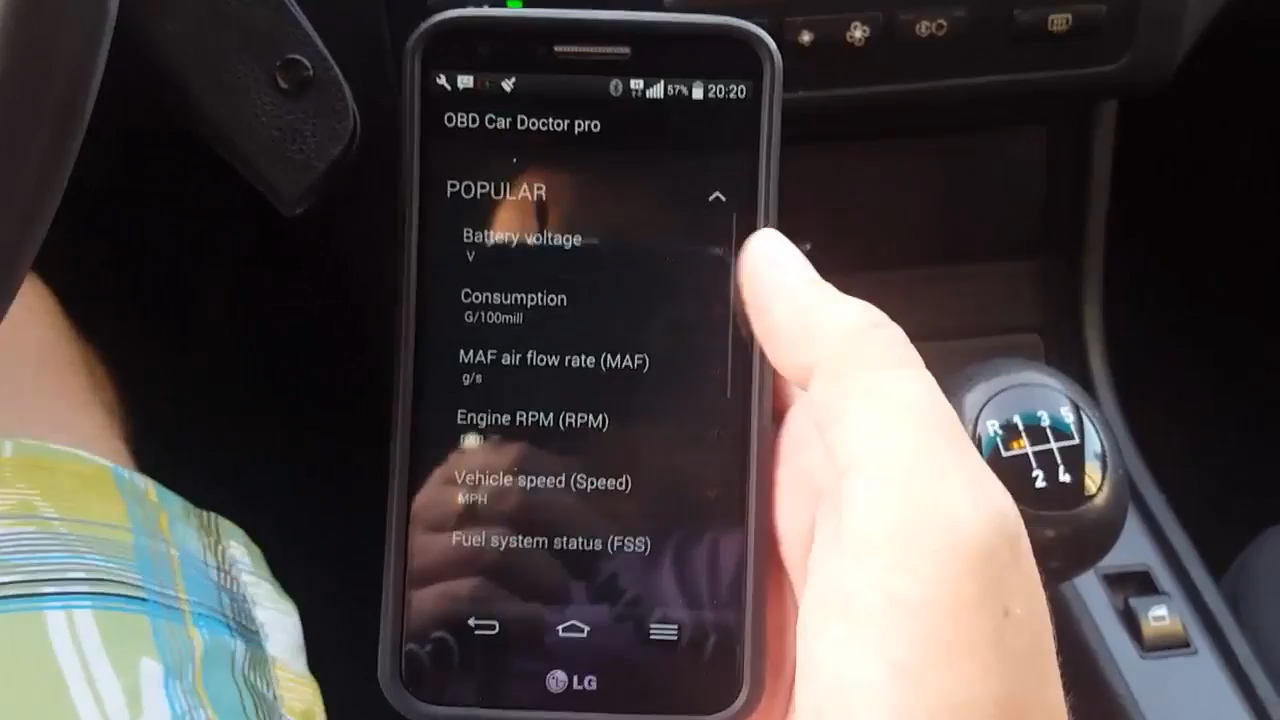 57% 20:20
OBD Car Doctor pro
POPULAR
Battery voltage
V
Consumption
G/100mill
MAF air flow rate (MAF)
g/s
Engine RPM (RPM)
rpm
Vehicle speed (Speed)
MPH
Fuel system status (FSS)
LG
R 1 3 5
2 4